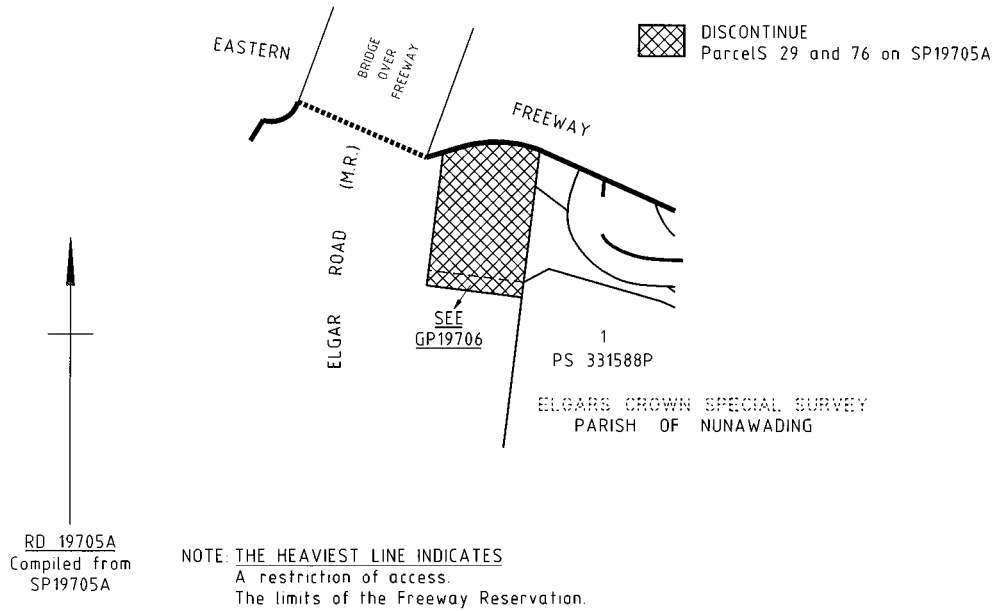 DISCONTINUE
ParcelS 29 and 76 on SP19705A
EASTERN
BRIDGE
OVER
FREEWAY
FREEWAY
ELGAR ROAD (M.R.)
SEE
GP19706
1
PS 331588P
ELGARS CROWN SPECIAL SURVEY
PARISH OF NUNAWADING
RD 19705A
Compiled from
SP19705A
NOTE: THE HEAVIEST LINE INDICATES
A restriction of access.
The limits of the Freeway Reservation.